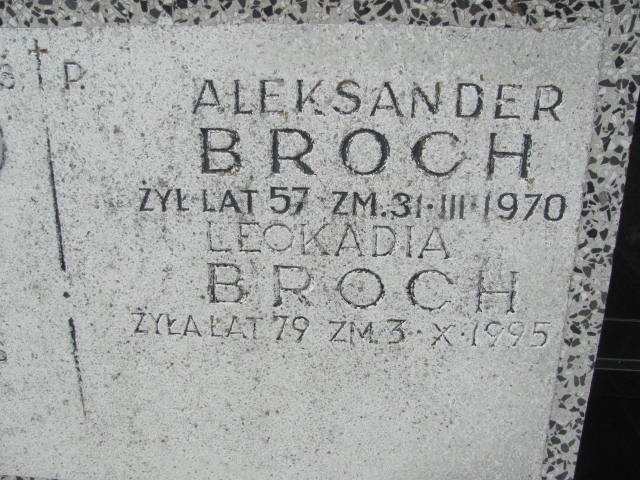 Ś P.
ALEKSANDER
BROCH
ŻYŁ LAT 57 ZM. 31·III·1970
LEOKADIA
BROCH
ŻYŁA LAT 79 ZM. 3·X·1995